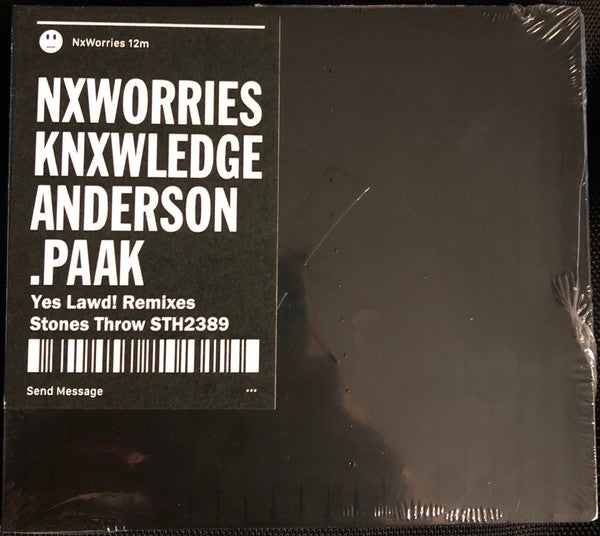 NxWorries 12m
NXWORRIES
KNXWLEDGE
ANDERSON
.PAAK
Yes Lawd! Remixes
Stones Throw STH2389
Send Message ...